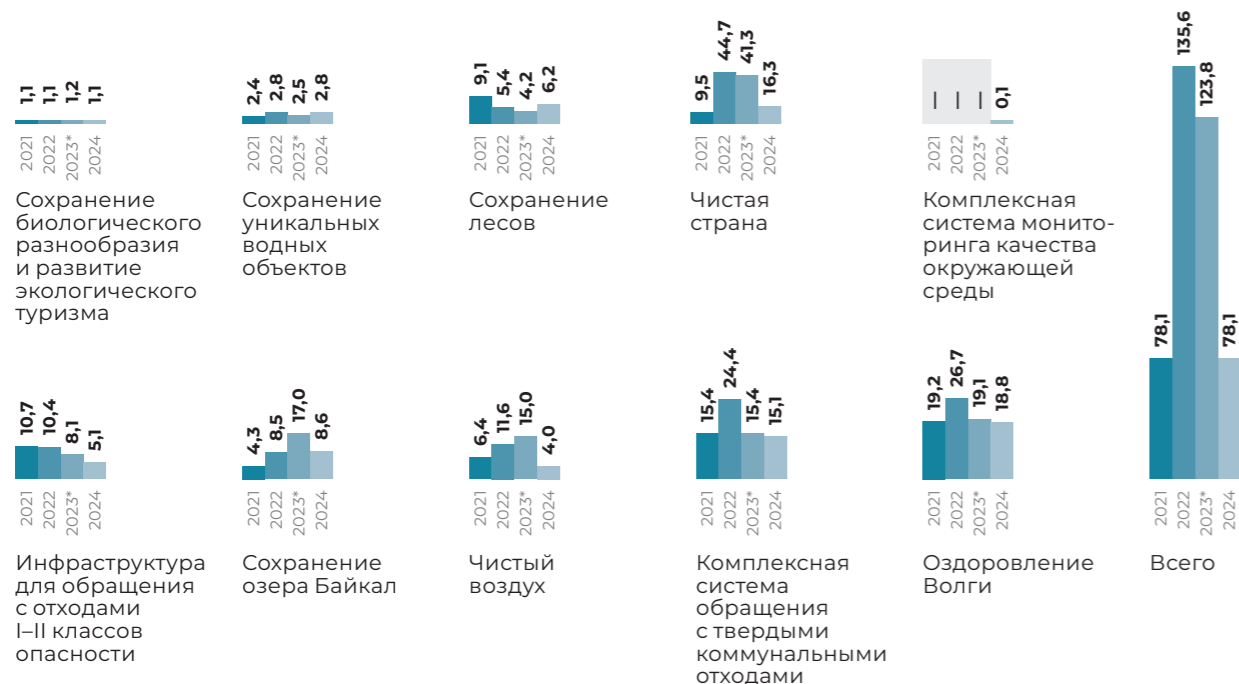 1,1 1,1 1,2 1,1
2021 2022 2023* 2024
Сохранение
биологического
разнообразия
и развитие
экологического
туризма
2,4 2,8 2,5 2,8
2021 2022 2023* 2024
Сохранение
уникальных
водных
объектов
9,1 5,4 4,2 6,2
2021 2022 2023* 2024
Сохранение
лесов
9,5 44,7 41,3 16,3
2021 2022 2023* 2024
Чистая
страна
— — — 0,1
2021 2022 2023* 2024
Комплексная
система монито-
ринга качества
окружающей
среды
10,7 10,4 8,1 5,1
2021 2022 2023* 2024
Инфраструктура
для обращения
с отходами
I–II классов
опасности
4,3 8,5 17,0 8,6
2021 2022 2023* 2024
Сохранение
озера Байкал
6,4 11,6 15,0 4,0
2021 2022 2023* 2024
Чистый
воздух
15,4 24,4 15,4 15,1
2021 2022 2023* 2024
Комплексная
система
обращения
с твердыми
коммунальными
отходами
19,2 26,7 19,1 18,8
2021 2022 2023* 2024
Оздоровление
Волги
78,1 135,6 123,8 78,1
2021 2022 2023* 2024
Всего